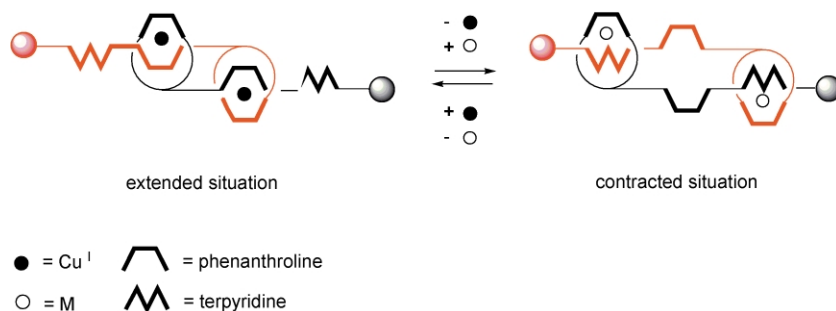 - ●
+ ○
+ ●
- ○
extended situation
contracted situation
● = Cu I = phenanthroline
○ = M = terpyridine